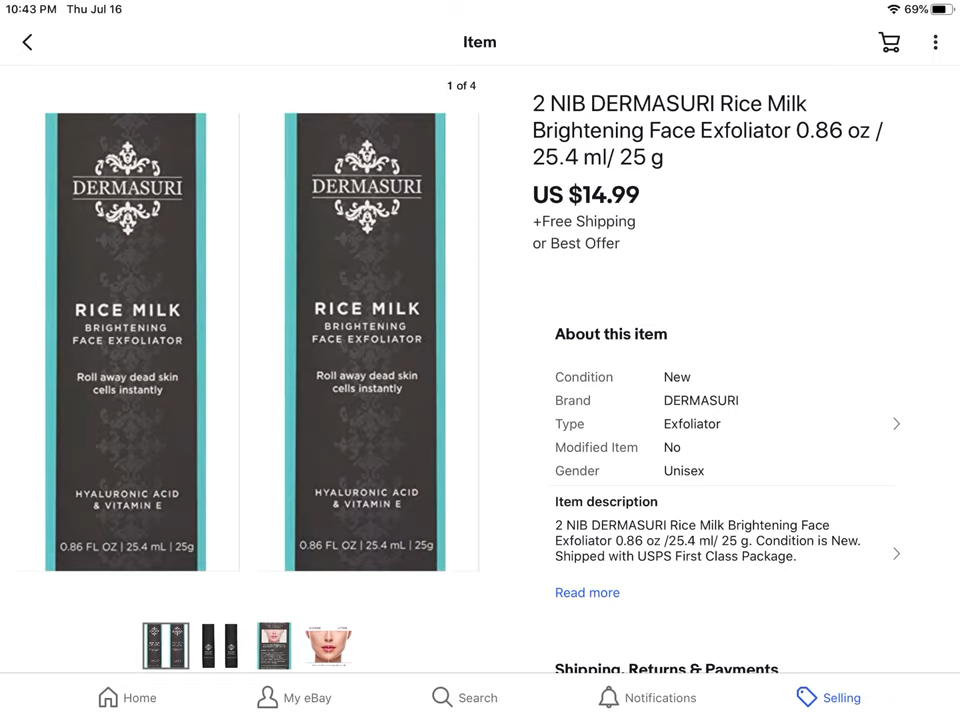 10:43 PM Thu Jul 16
69%
Item
1 of 4
DERMASURI
RICE MILK
BRIGHTENING
FACE EXFOLIATOR
Roll away dead skin
cells instantly
HYALURONIC ACID
& VITAMIN E
0.86 FL OZ | 25.4 mL | 25g
DERMASURI
RICE MILK
BRIGHTENING
FACE EXFOLIATOR
Roll away dead skin
cells instantly
HYALURONIC ACID
& VITAMIN E
0.86 FL OZ | 25.4 mL | 25g
2 NIB DERMASURI Rice Milk
Brightening Face Exfoliator 0.86 oz /
25.4 ml/ 25 g
US $14.99
+Free Shipping
or Best Offer
About this item
Condition New
Brand DERMASURI
Type Exfoliator
Modified Item No
Gender Unisex
Item description
2 NIB DERMASURI Rice Milk Brightening Face
Exfoliator 0.86 oz /25.4 ml/ 25 g. Condition is New.
Shipped with USPS First Class Package.
Read more
Shipping, Returns & Payments
Home My eBay Search Notifications Selling